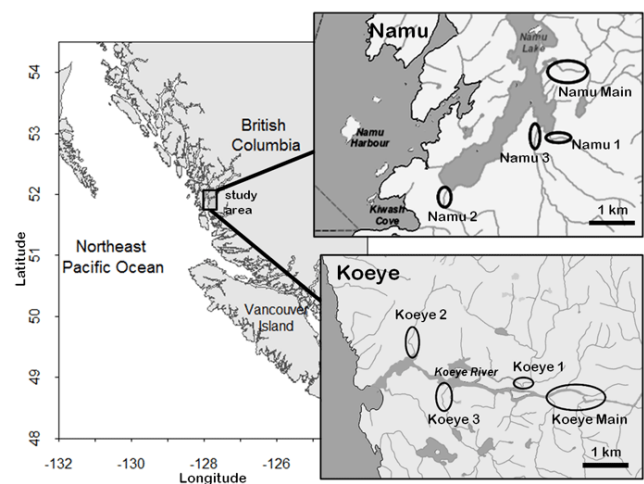 54
53
52
51
50
49
48
Latitude
-132
-130
-128
-126
Longitude
British
Columbia
study
area
Northeast
Pacific Ocean
Vancouver
Island
Namu
Namu
Lake
Namu Main
Namu
Harbour
Namu 1
Namu 3
Kiwash
Cove
Namu 2
1 km
Koeye
Koeye 2
Koeye River
Koeye 1
Koeye 3
Koeye Main
1 km